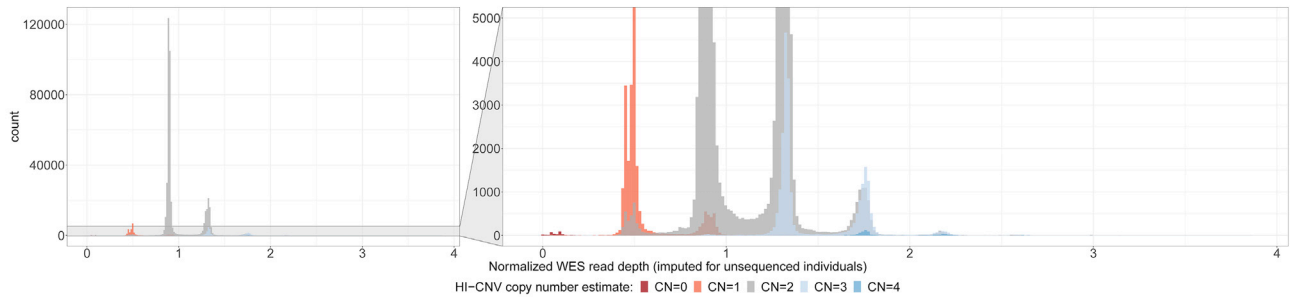 count
120000
80000
40000
0
0 1 2 3 4
5000
4000
3000
2000
1000
0
0 1 2 3 4
Normalized WES read depth (imputed for unsequenced individuals)
HI−CNV copy number estimate: CN=0 CN=1 CN=2 CN=3 CN=4